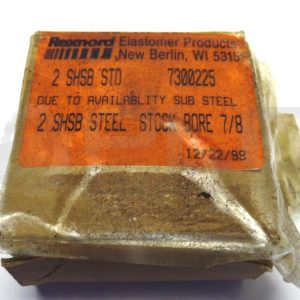 Rexnord Elastomer Products
New Berlin, WI 5315
2 SHSB STD 7300225
DUE TO AVAILABLITY SUB STEEL
2 SHSB STEEL STOCK BORE 7/8
12/22/99